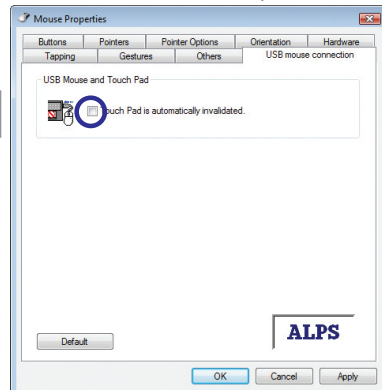 Mouse Properties
Buttons Pointers Pointer Options Orientation Hardware
Tapping Gestures Others USB mouse connection
USB Mouse and Touch Pad
Touch Pad is automatically invalidated.
ALPS
Default
OK Cancel Apply